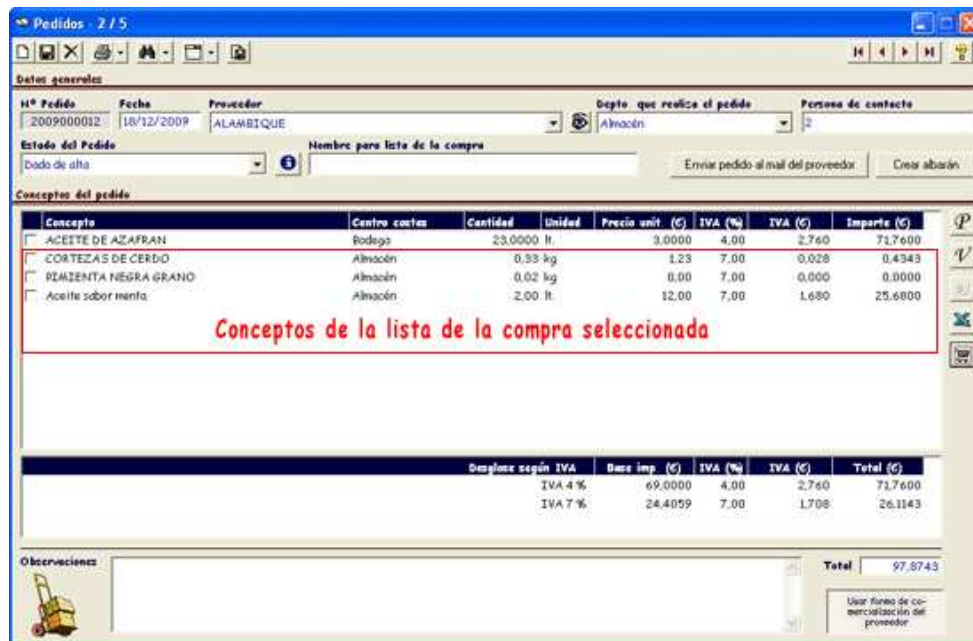 Pedidos - 2 / 5
Datos generales
Nº Pedido Fecha Proveedor Depto. que realiza el pedido Persona de contacto
2009000012 18/12/2009 ALAMBIQUE Almacén 2
Estado del Pedido Nombre para lista de la compra
Dado de alta Enviar pedido al mail del proveedor Crear albarán
Conceptos del pedido
Concepto Centro costes Cantidad Unidad Precio unit. (€) IVA (%) IVA (€) Importe (€)
ACEITE DE AZAFRAN Bodega 23,0000 lt. 3,0000 4,00 2,760 71,7600
CORTEZAS DE CERDO Almacén 0,33 kg 1,23 7,00 0,028 0,4343
PIMIENTA NEGRA GRANO Almacén 0,02 kg 0,00 7,00 0,000 0,0000
Aceite sabor menta Almacén 2,00 lt. 12,00 7,00 1,680 25,6800
Conceptos de la lista de la compra seleccionada
P
V
Desglose según IVA Base imp. (€) IVA (%) IVA (€) Total (€)
IVA 4 % 69,0000 4,00 2,760 71,7600
IVA 7 % 24,4059 7,00 1,708 26,1143
Observaciones Total 97,8743
Usar forma de co-
mercialización del
proveedor